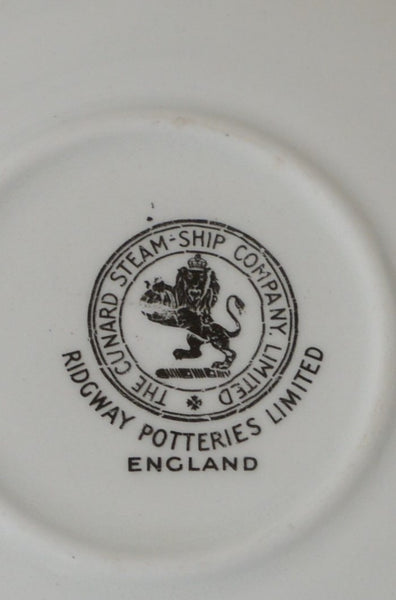 THE CUNARD STEAM-SHIP COMPANY, LIMITED
RIDGWAY POTTERIES LIMITED
ENGLAND